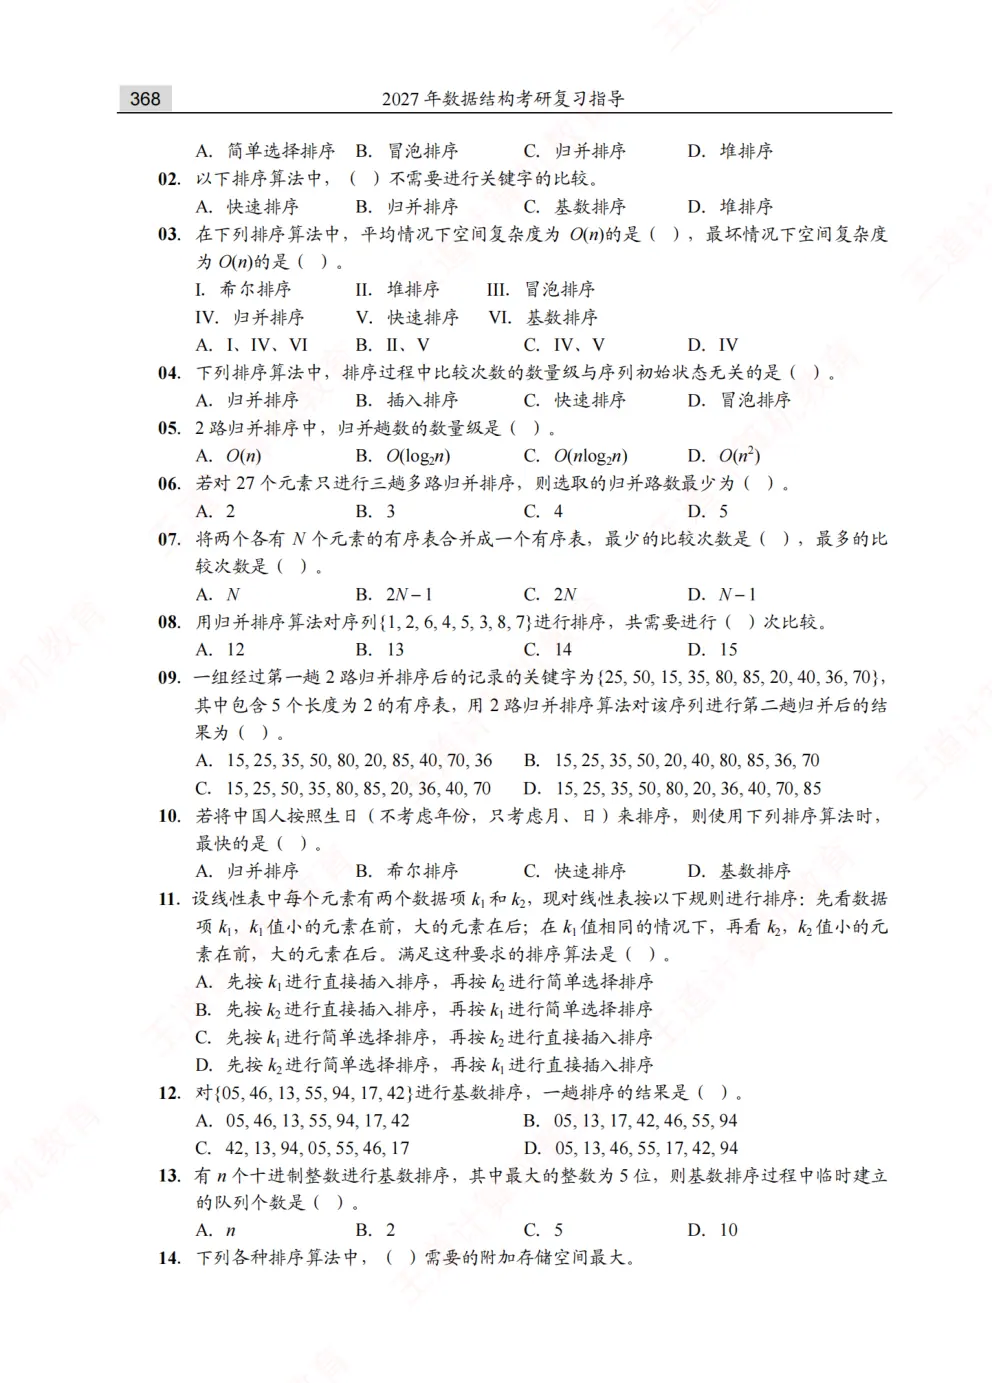 368
2027 年数据结构考研复习指导
A．简单选择排序 B．冒泡排序 C．归并排序 D．堆排序
02．以下排序算法中，（ ）不需要进行关键字的比较。
A．快速排序 B．归并排序 C．基数排序 D．堆排序
03．在下列排序算法中，平均情况下空间复杂度为 O(n)的是（ ），最坏情况下空间复杂度
为 O(n)的是（ ）。
I．希尔排序 II．堆排序 III．冒泡排序
IV．归并排序 V．快速排序 VI．基数排序
A．I、IV、VI B．II、V C．IV、V D．IV
04．下列排序算法中，排序过程中比较次数的数量级与序列初始状态无关的是（ ）。
A．归并排序 B．插入排序 C．快速排序 D．冒泡排序
05．2 路归并排序中，归并趟数的数量级是（ ）。
A．O(n) B．O(log₂n) C．O(nlog₂n) D．O(n²)
06．若对 27 个元素只进行三趟多路归并排序，则选取的归并路数最少为（ ）。
A．2 B．3 C．4 D．5
07．将两个各有 N 个元素的有序表合并成一个有序表，最少的比较次数是（ ），最多的比
较次数是（ ）。
A．N B．2N−1 C．2N D．N−1
08．用归并排序算法对序列{1, 2, 6, 4, 5, 3, 8, 7}进行排序，共需要进行（ ）次比较。
A．12 B．13 C．14 D．15
09．一组经过第一趟 2 路归并排序后的记录的关键字为{25, 50, 15, 35, 80, 85, 20, 40, 36, 70}，
其中包含 5 个长度为 2 的有序表，用 2 路归并排序算法对该序列进行第二趟归并后的结
果为（ ）。
A．15, 25, 35, 50, 80, 20, 85, 40, 70, 36 B．15, 25, 35, 50, 20, 40, 80, 85, 36, 70
C．15, 25, 50, 35, 80, 85, 20, 36, 40, 70 D．15, 25, 35, 50, 80, 20, 36, 40, 70, 85
10．若将中国人按照生日（不考虑年份，只考虑月、日）来排序，则使用下列排序算法时，
最快的是（ ）。
A．归并排序 B．希尔排序 C．快速排序 D．基数排序
11．设线性表中每个元素有两个数据项 k₁和 k₂，现对线性表按以下规则进行排序：先看数据
项 k₁，k₁值小的元素在前，大的元素在后；在 k₁值相同的情况下，再看 k₂，k₂值小的元
素在前，大的元素在后。满足这种要求的排序算法是（ ）。
A．先按 k₁进行直接插入排序，再按 k₂进行简单选择排序
B．先按 k₂进行直接插入排序，再按 k₁进行简单选择排序
C．先按 k₁进行简单选择排序，再按 k₂进行直接插入排序
D．先按 k₂进行简单选择排序，再按 k₁进行直接插入排序
12．对{05, 46, 13, 55, 94, 17, 42}进行基数排序，一趟排序的结果是（ ）。
A．05, 46, 13, 55, 94, 17, 42 B．05, 13, 17, 42, 46, 55, 94
C．42, 13, 94, 05, 55, 46, 17 D．05, 13, 46, 55, 17, 42, 94
13．有 n 个十进制整数进行基数排序，其中最大的整数为 5 位，则基数排序过程中临时建立
的队列个数是（ ）。
A．n B．2 C．5 D．10
14．下列各种排序算法中，（ ）需要的附加存储空间最大。